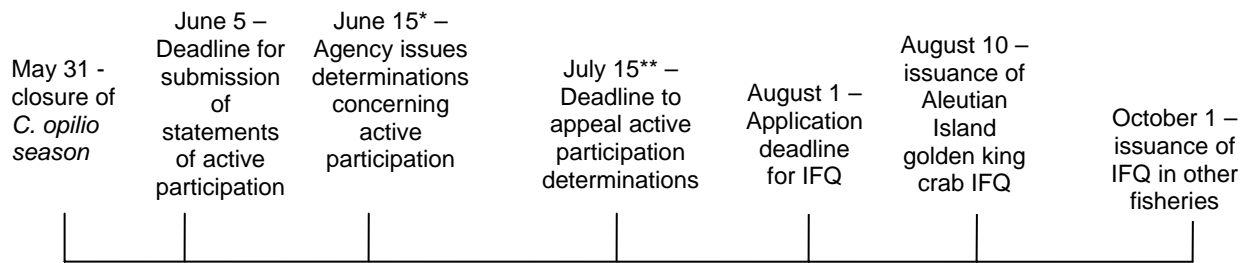 May 31 -
closure of
C. opilio
season
June 5 –
Deadline for
submission
of
statements
of active
participation
June 15* –
Agency issues
determinations
concerning
active
participation
July 15** –
Deadline to
appeal active
participation
determinations
August 1 –
Application
deadline
for IFQ
August 10 –
issuance of
Aleutian
Island
golden king
crab IFQ
October 1 –
issuance of
IFQ in other
fisheries